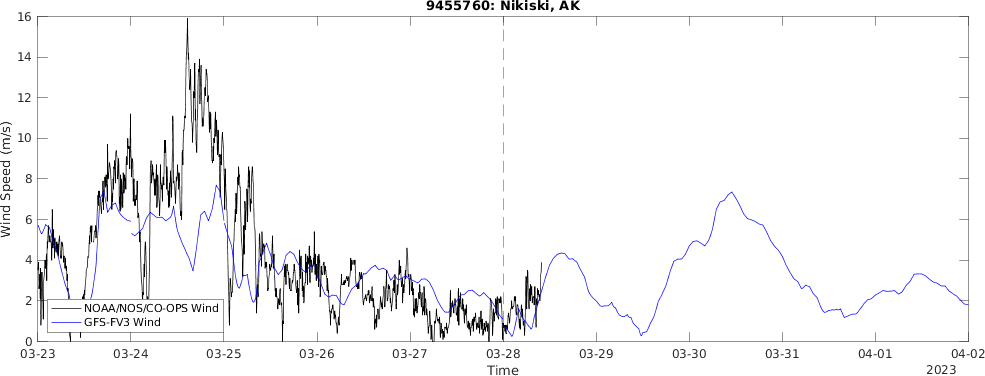 9455760: Nikiski, AK
Wind Speed (m/s)
16
14
12
10
8
6
4
2
0
NOAA/NOS/CO-OPS Wind
GFS-FV3 Wind
03-23 03-24 03-25 03-26 03-27 03-28 03-29 03-30 03-31 04-01 04-02
Time
2023